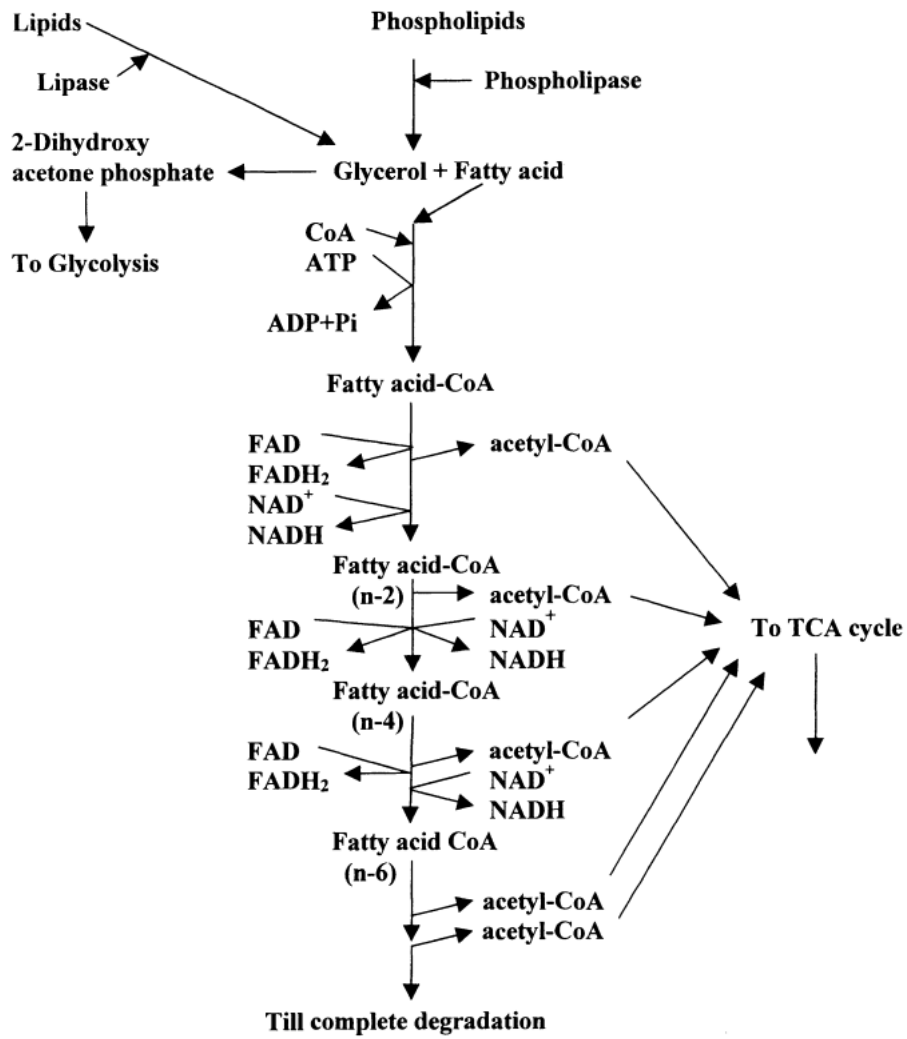 Lipids
Phospholipids
Lipase
Phospholipase
2-Dihydroxy
acetone phosphate
Glycerol + Fatty acid
To Glycolysis
CoA
ATP
ADP+Pi
Fatty acid-CoA
FAD
FADH₂
NAD⁺
NADH
acetyl-CoA
Fatty acid-CoA
(n-2)
acetyl-CoA
FAD
FADH₂
NAD⁺
NADH
To TCA cycle
Fatty acid-CoA
(n-4)
FAD
FADH₂
acetyl-CoA
NAD⁺
NADH
Fatty acid CoA
(n-6)
acetyl-CoA
acetyl-CoA
Till complete degradation